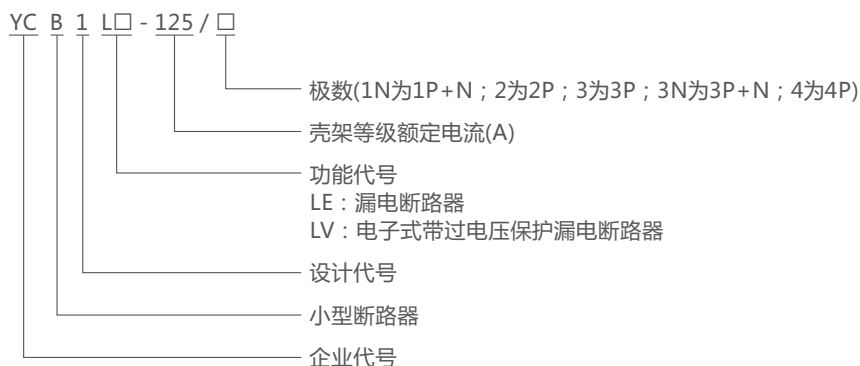 YC B 1 L□ - 125 / □
极数(1N为1P+N；2为2P；3为3P；3N为3P+N；4为4P)
壳架等级额定电流(A)
功能代号
LE：漏电断路器
LV：电子式带过电压保护漏电断路器
设计代号
小型断路器
企业代号